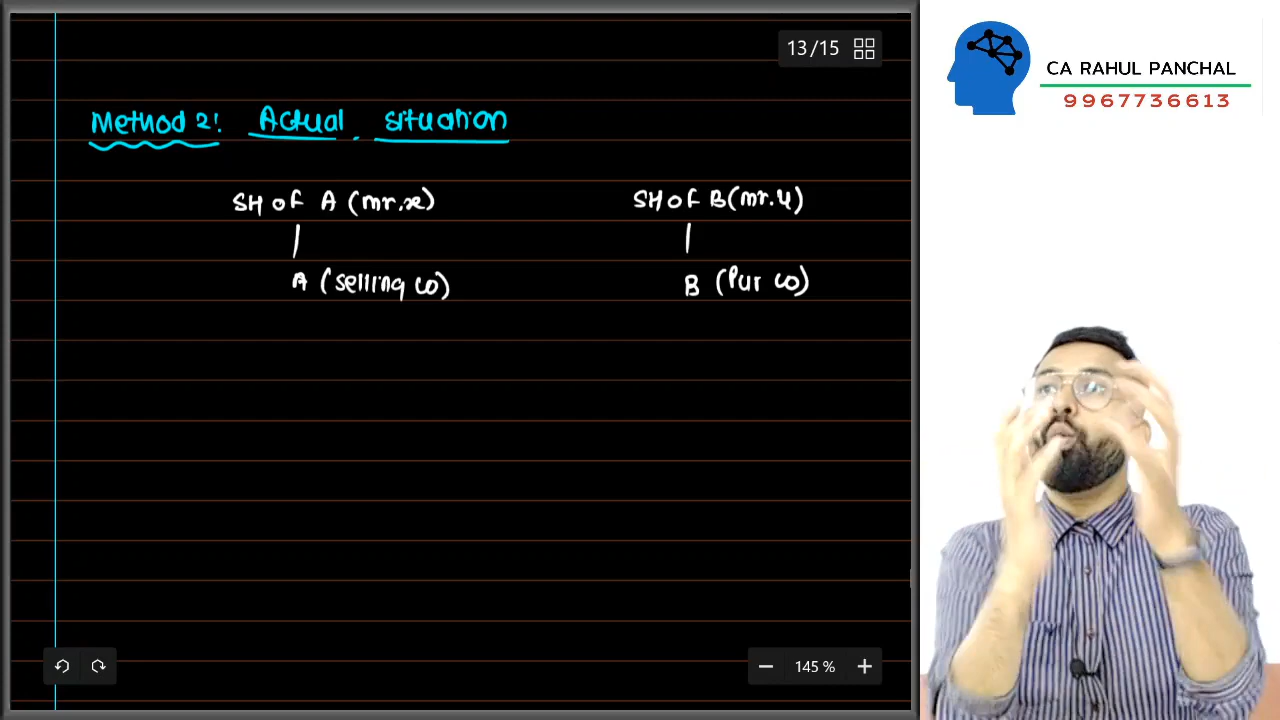 13/15
CA RAHUL PANCHAL
9967736613
Method 2: Actual situation
SH of A (mr.x)
SH of B (mr.y)
A (selling co)
B (Pur co)
145 %